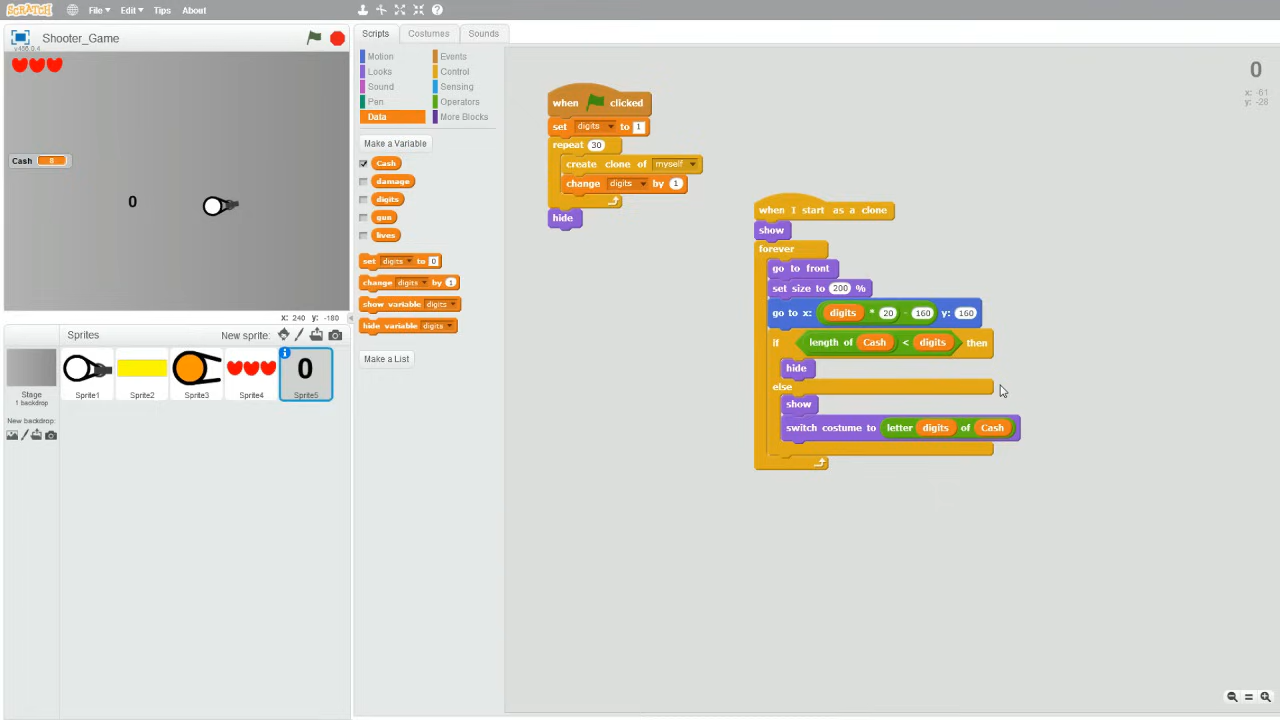 SCRATCH File Edit Tips About
Shooter_Game
v456.0.4
Scripts Costumes Sounds
Motion Events
Looks Control
Sound Sensing
Pen Operators
Data More Blocks
Make a Variable
Cash
damage
digits
gun
lives
set digits to 0
change digits by 1
show variable digits
hide variable digits
Make a List
Cash
0
x: 240 y: -180
Sprites New sprite:
Stage
1 backdrop
New backdrop:
Sprite1
Sprite2
Sprite3
Sprite4
0
Sprite5
when clicked
set digits to 1
repeat 30
create clone of myself
change digits by 1
hide
when I start as a clone
show
forever
go to front
set size to 200 %
go to x: digits * 20 - 160 y: 160
if length of Cash < digits then
hide
else
show
switch costume to letter digits of Cash
0
x: -61
y: -28